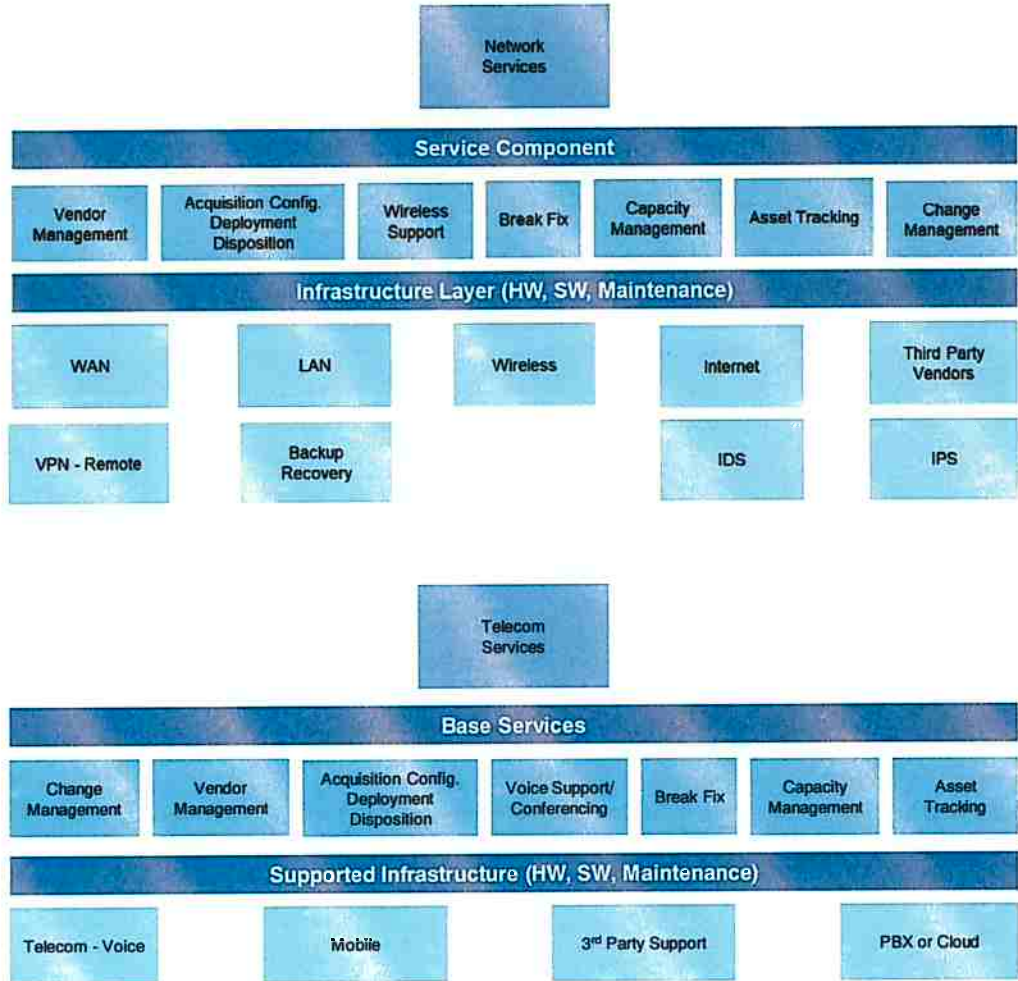 Network
Services
Service Component
Vendor
Management
Acquisition Config.
Deployment
Disposition
Wireless
Support
Break Fix
Capacity
Management
Asset Tracking
Change
Management
Infrastructure Layer (HW, SW, Maintenance)
WAN
LAN
Wireless
Internet
Third Party
Vendors
VPN - Remote
Backup
Recovery
IDS
IPS
Telecom
Services
Base Services
Change
Management
Vendor
Management
Acquisition Config.
Deployment
Disposition
Voice Support/
Conferencing
Break Fix
Capacity
Management
Asset
Tracking
Supported Infrastructure (HW, SW, Maintenance)
Telecom - Voice
Mobile
3rd Party Support
PBX or Cloud